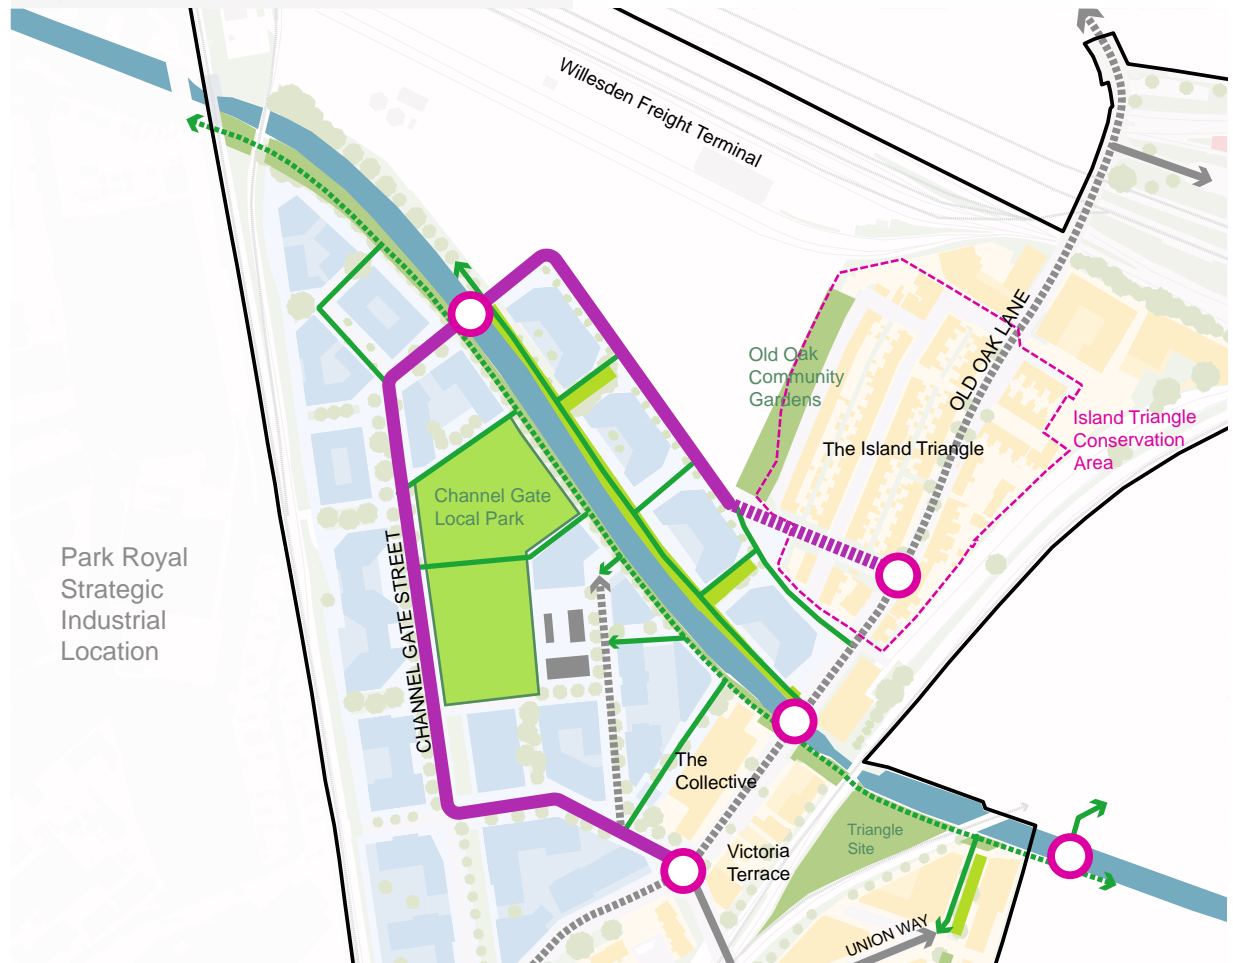 Willesden Freight Terminal
OLD OAK LANE
Old Oak
Community
Gardens
Island Triangle
Conservation
Area
The Island Triangle
Channel Gate
Local Park
CHANNEL GATE STREET
Park Royal
Strategic
Industrial
Location
The
Collective
Victoria
Terrace
Triangle
Site
UNION WAY